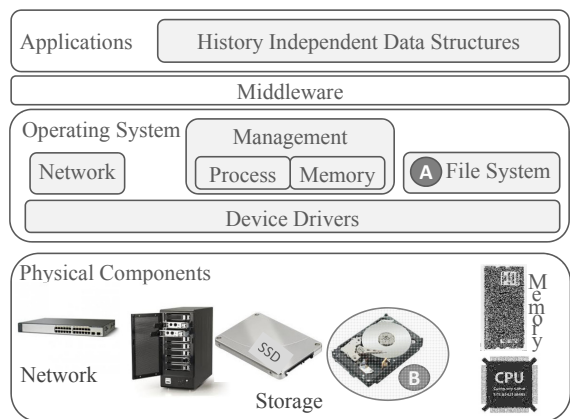 Applications
History Independent Data Structures
Middleware
Operating System
Management
Process
Memory
Network
A File System
Device Drivers
Physical Components
Memory
Network
SSD
Storage
B
CPU